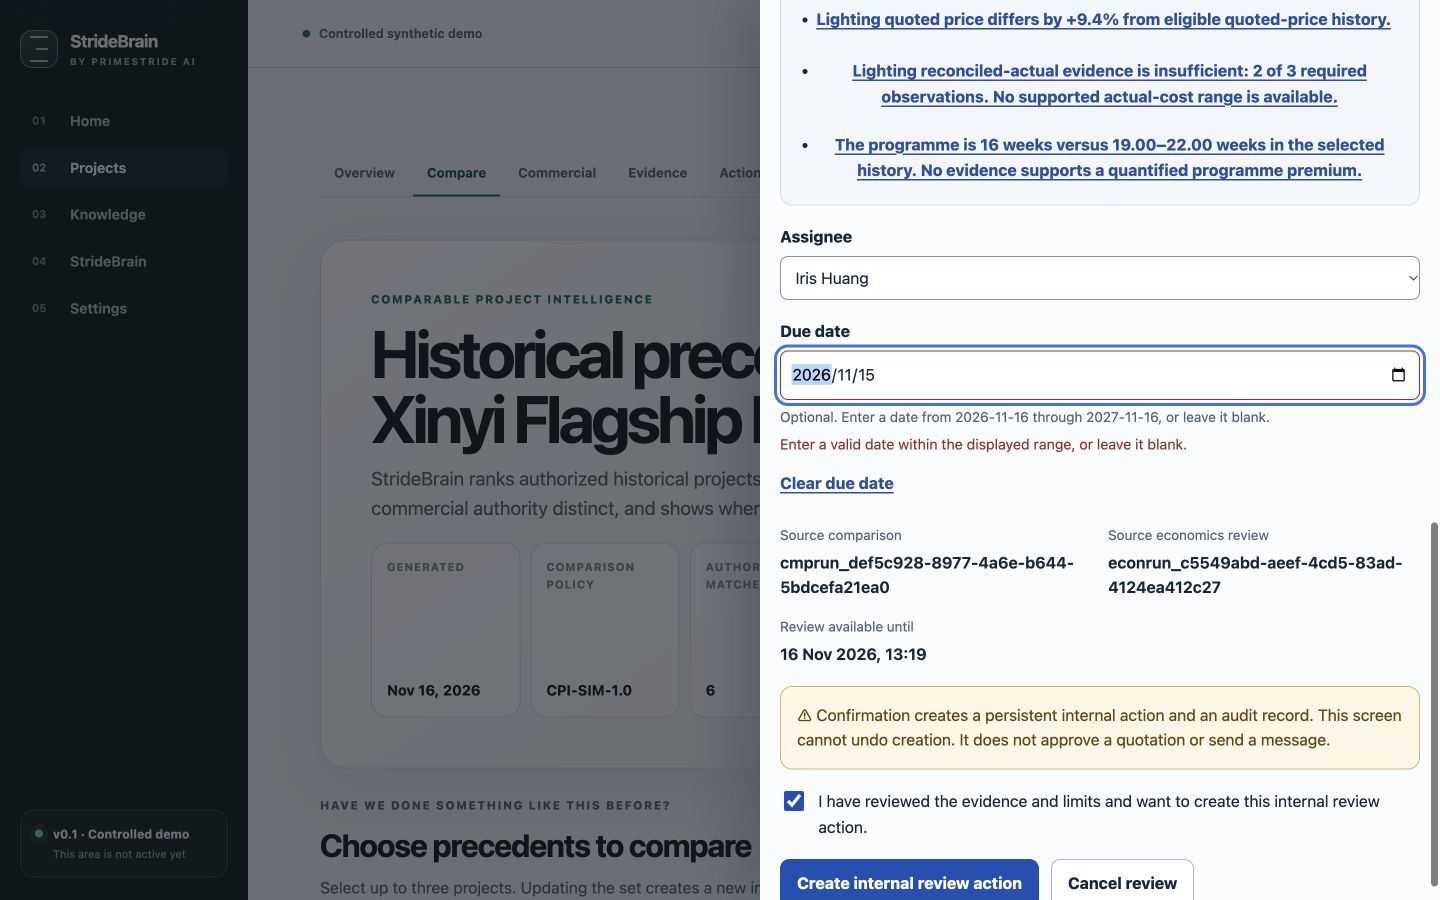 StrideBrain
BY PRIMESTRIDE AI
01 Home
02 Projects
03 Knowledge
04 StrideBrain
05 Settings
v0.1 · Controlled demo
This area is not active yet
Controlled synthetic demo
Overview Compare Commercial Evidence Action
COMPARABLE PROJECT INTELLIGENCE
Historical prec
Xinyi Flagship
StrideBrain ranks authorized historical projects
commercial authority distinct, and shows wher
GENERATED
Nov 16, 2026
COMPARISON
POLICY
CPI-SIM-1.0
AUTHOR
MATCHE
6
HAVE WE DONE SOMETHING LIKE THIS BEFORE?
Choose precedents to compare
Select up to three projects. Updating the set creates a new i
• Lighting quoted price differs by +9.4% from eligible quoted-price history.
• Lighting reconciled-actual evidence is insufficient: 2 of 3 required
observations. No supported actual-cost range is available.
• The programme is 16 weeks versus 19.00–22.00 weeks in the selected
history. No evidence supports a quantified programme premium.
Assignee
Iris Huang
Due date
2026/11/15
Optional. Enter a date from 2026-11-16 through 2027-11-16, or leave it blank.
Enter a valid date within the displayed range, or leave it blank.
Clear due date
Source comparison
cmprun_def5c928-8977-4a6e-b644-
5bdcefa21ea0
Source economics review
econrun_c5549abd-aeef-4cd5-83ad-
4124ea412c27
Review available until
16 Nov 2026, 13:19
⚠ Confirmation creates a persistent internal action and an audit record. This screen
cannot undo creation. It does not approve a quotation or send a message.
I have reviewed the evidence and limits and want to create this internal review
action.
Create internal review action
Cancel review